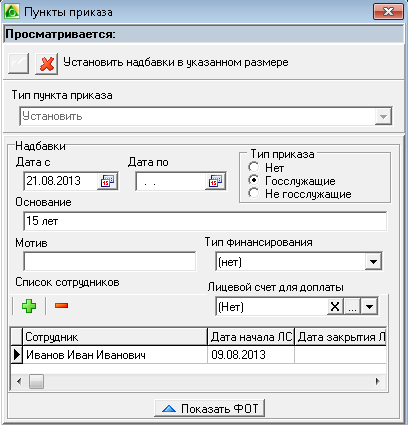 Пункты приказа
Просматривается:
Установить надбавки в указанном размере
Тип пункта приказа
Установить
Надбавки
Дата с
Дата по
Тип приказа
Нет
21.08.2013
. .
Госслужащие
Не госслужащие
Основание
15 лет
Мотив
Тип финансирования
(нет)
Список сотрудников
Лицевой счет для доплаты
(Нет) X ...
Сотрудник Дата начала ЛС Дата закрытия Л
Иванов Иван Иванович 09.08.2013
Показать ФОТ